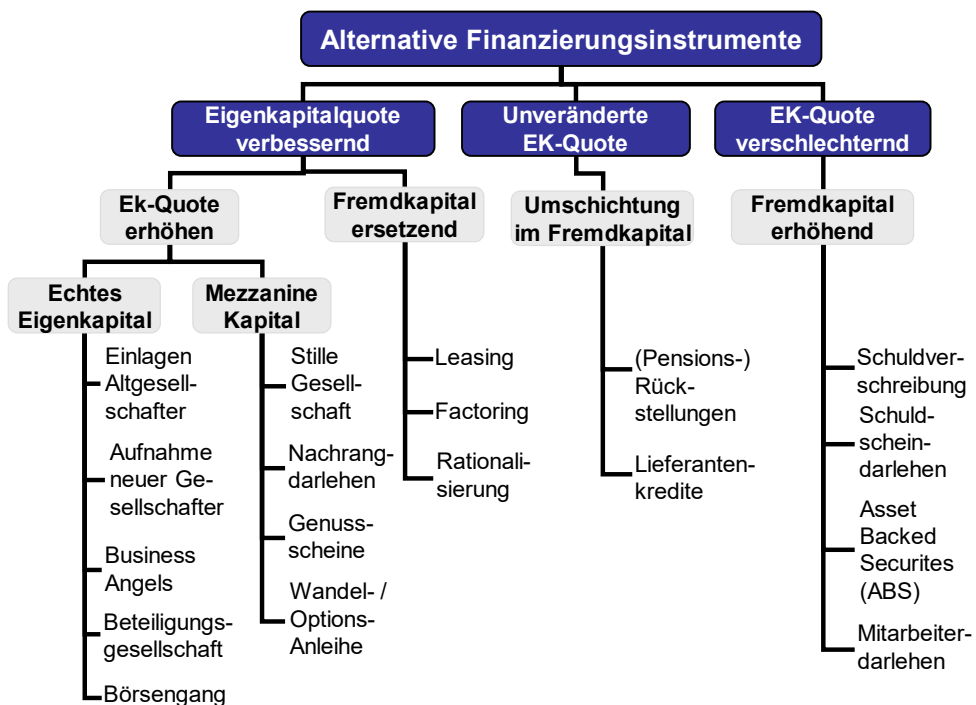 Alternative Finanzierungsinstrumente
Eigenkapitalquote
verbessernd
Unveränderte
EK-Quote
EK-Quote
verschlechternd
Ek-Quote
erhöhen
Fremdkapital
ersetzend
Umschichtung
im Fremdkapital
Fremdkapital
erhöhend
Echtes
Eigenkapital
Mezzanine
Kapital
Einlagen
Altgesell-
schafter
Aufnahme
neuer Ge-
sellschafter
Business
Angels
Beteiligungs-
gesellschaft
Börsengang
Stille
Gesell-
schaft
Nachrang-
darlehen
Genuss-
scheine
Wandel- /
Options-
Anleihe
Leasing
Factoring
Rationali-
sierung
(Pensions-)
Rück-
stellungen
Lieferanten-
kredite
Schuldver-
schreibung
Schuld-
schein-
darlehen
Asset
Backed
Securites
(ABS)
Mitarbeiter-
darlehen